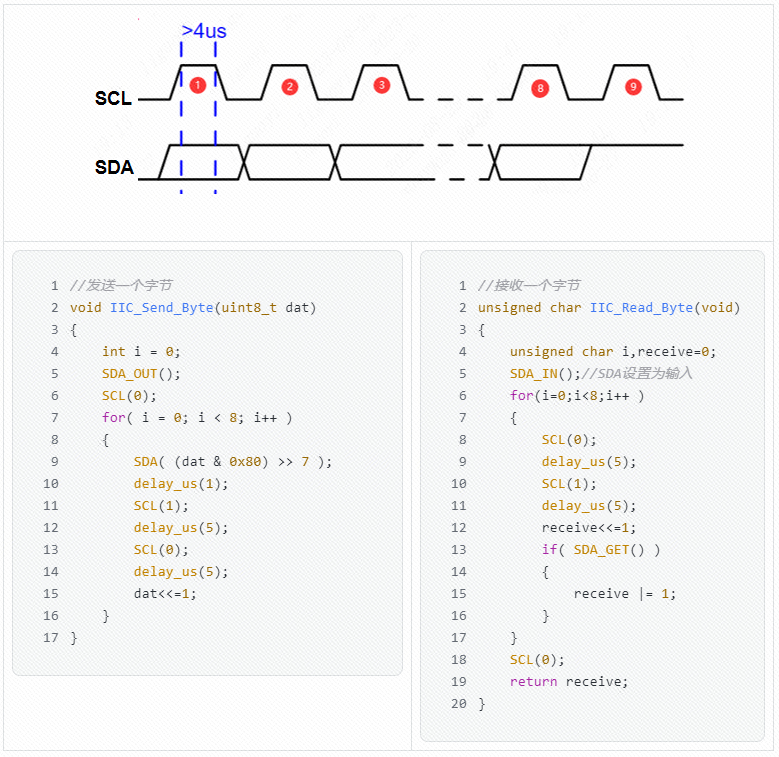 >4us
SCL
1
2
3
8
9
SDA
1 //发送一个字节
2 void IIC_Send_Byte(uint8_t dat)
3 {
4     int i = 0;
5     SDA_OUT();
6     SCL(0);
7     for( i = 0; i < 8; i++ )
8     {
9         SDA( (dat & 0x80) >> 7 );
10         delay_us(1);
11         SCL(1);
12         delay_us(5);
13         SCL(0);
14         delay_us(5);
15         dat<<=1;
16     }
17 }
1 //接收一个字节
2 unsigned char IIC_Read_Byte(void)
3 {
4     unsigned char i,receive=0;
5     SDA_IN();//SDA设置为输入
6     for(i=0;i<8;i++ )
7     {
8         SCL(0);
9         delay_us(5);
10         SCL(1);
11         delay_us(5);
12         receive<<=1;
13         if( SDA_GET() )
14         {
15             receive |= 1;
16         }
17     }
18     SCL(0);
19     return receive;
20 }